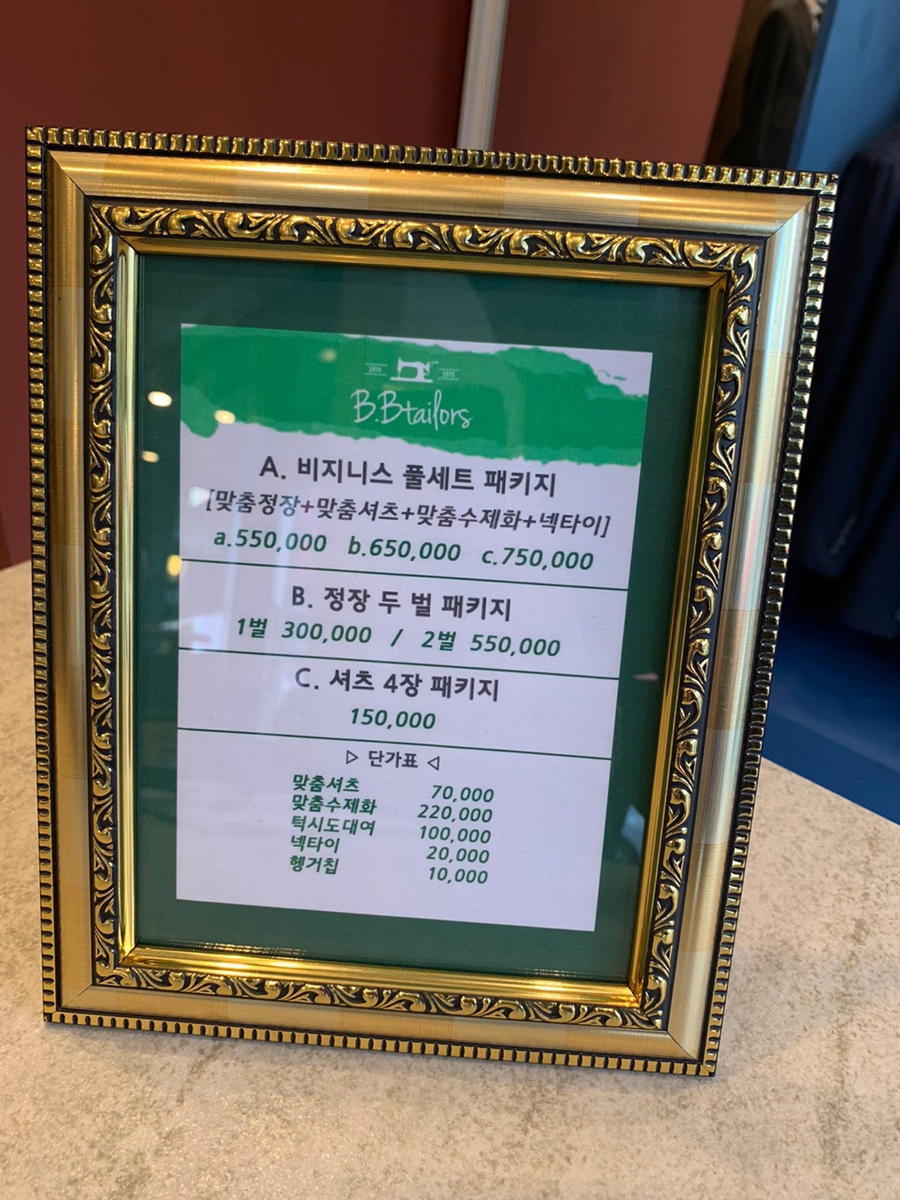 1976 1976
B.Btailors
A. 비지니스 풀세트 패키지
[맞춤정장+맞춤셔츠+맞춤수제화+넥타이]
a.550,000 b.650,000 c.750,000
B. 정장 두 벌 패키지
1벌 300,000 / 2벌 550,000
C. 셔츠 4장 패키지
150,000
▷ 단가표 ◁
맞춤셔츠 70,000
맞춤수제화 220,000
턱시도대여 100,000
넥타이 20,000
행거칩 10,000